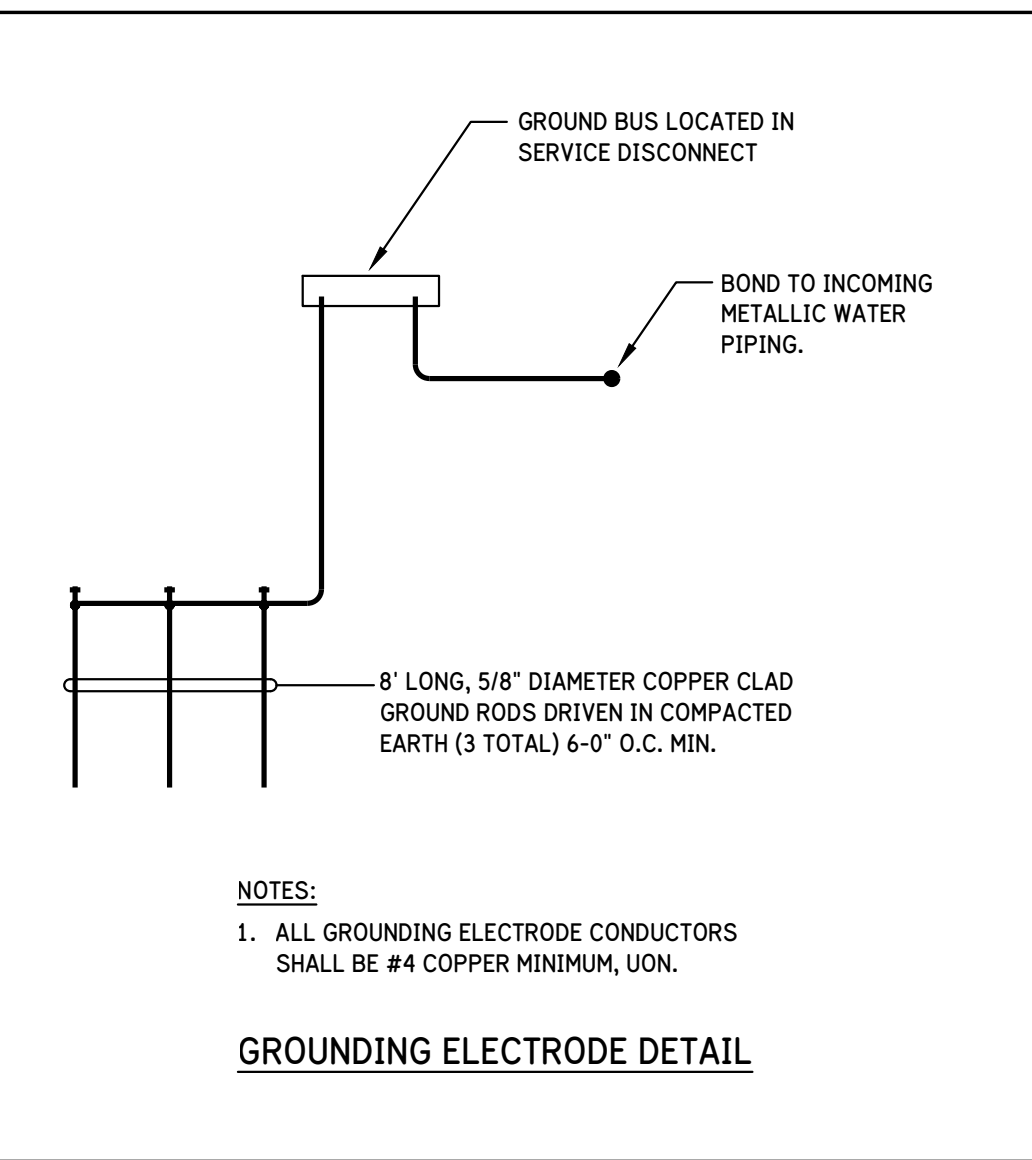 GROUND BUS LOCATED IN
SERVICE DISCONNECT
BOND TO INCOMING
METALLIC WATER
PIPING.
8' LONG, 5/8" DIAMETER COPPER CLAD
GROUND RODS DRIVEN IN COMPACTED
EARTH (3 TOTAL) 6-0" O.C. MIN.
NOTES:
1. ALL GROUNDING ELECTRODE CONDUCTORS
SHALL BE #4 COPPER MINIMUM, UON.
GROUNDING ELECTRODE DETAIL